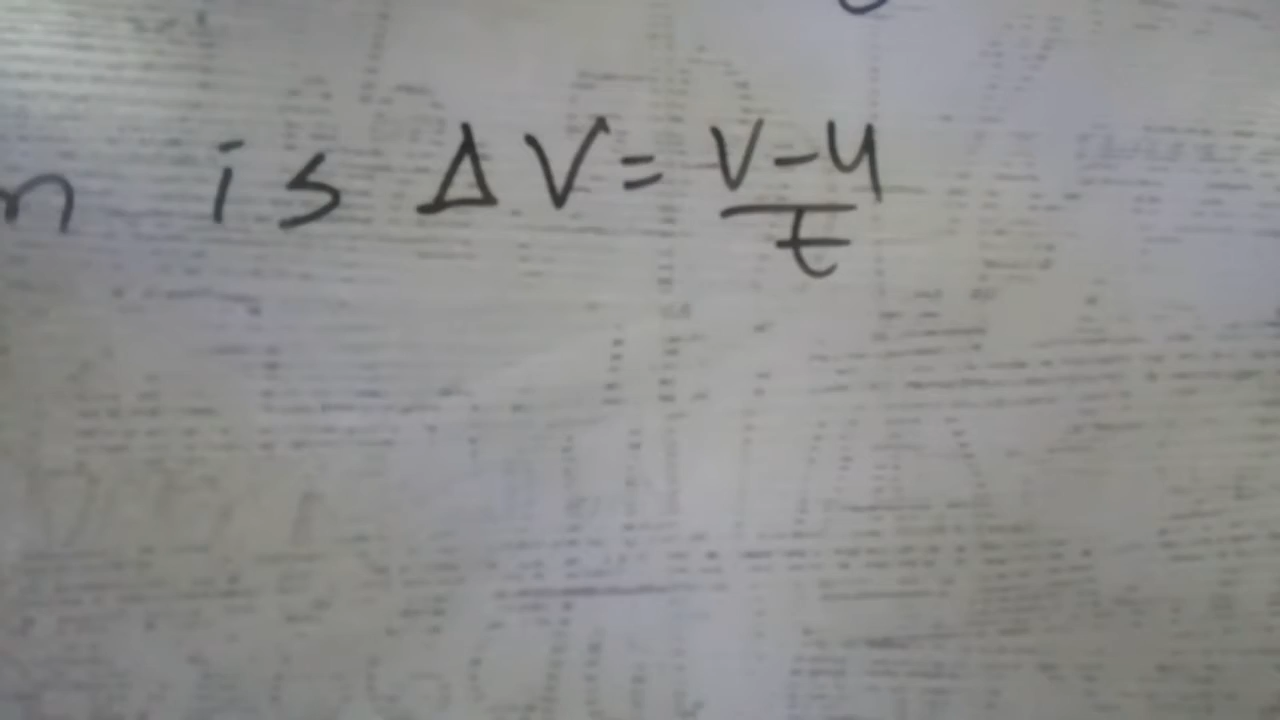 n is ΔV = v-u/t